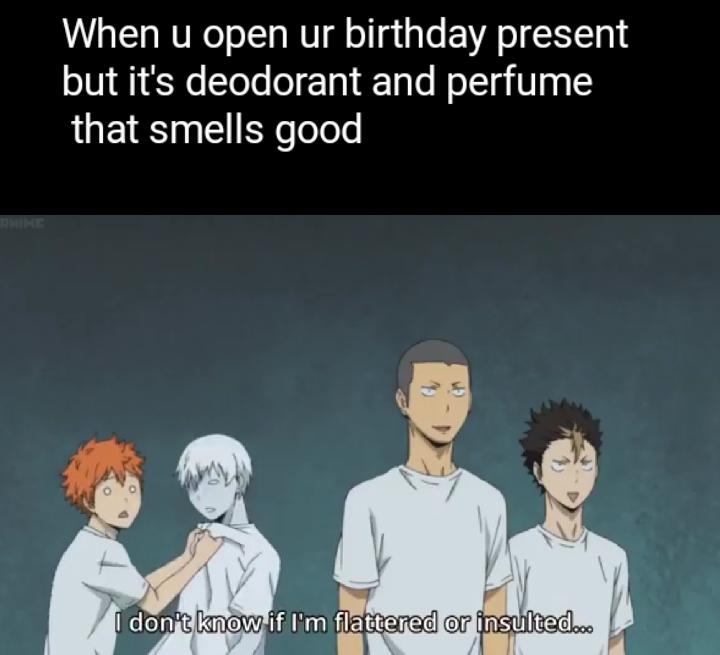 When u open ur birthday present
but it's deodorant and perfume
that smells good
ANIME
I don't know if I'm flattered or insulted...